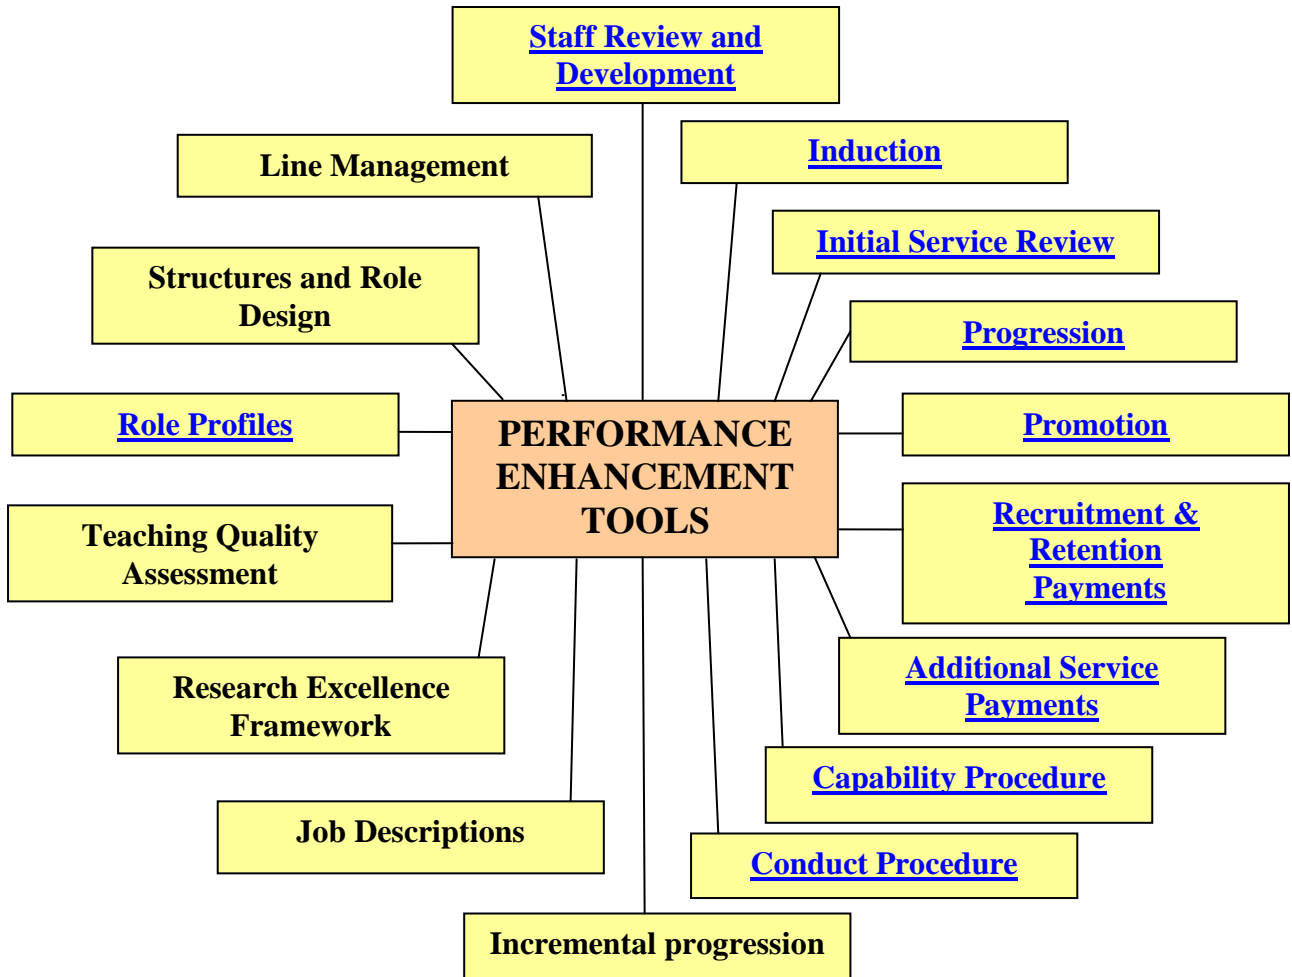 Staff Review and
Development
Line Management
Induction
Initial Service Review
Structures and Role
Design
Progression
Role Profiles
PERFORMANCE
ENHANCEMENT
TOOLS
Promotion
Teaching Quality
Assessment
Recruitment &
Retention
Payments
Research Excellence
Framework
Additional Service
Payments
Capability Procedure
Job Descriptions
Conduct Procedure
Incremental progression